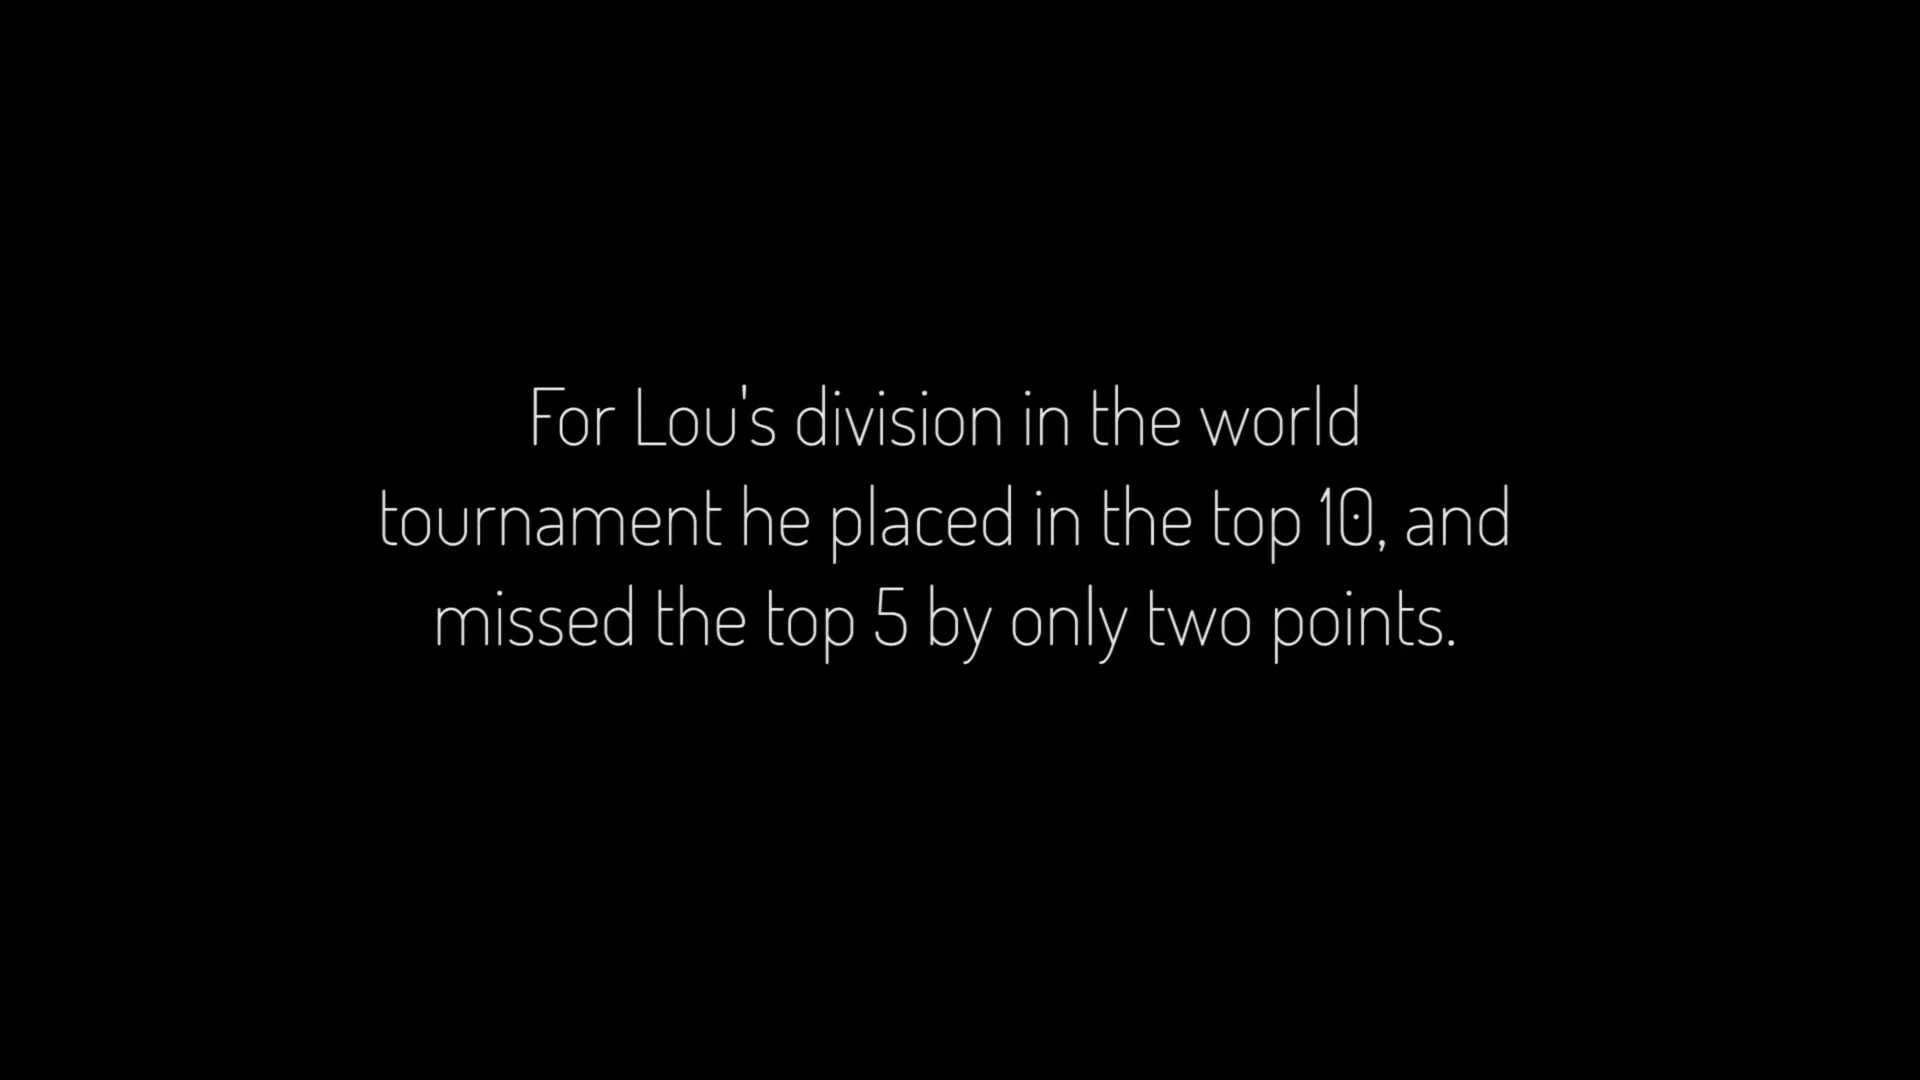 For Lou's division in the world
tournament he placed in the top 10, and
missed the top 5 by only two points.